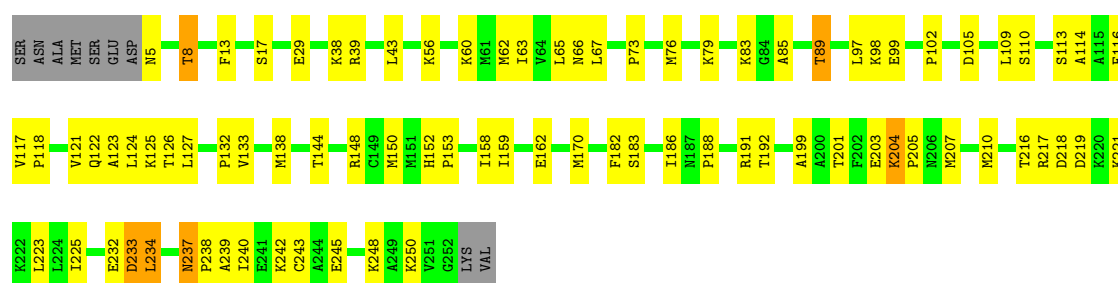 SER ASN ALA MET SER GLU ASP N5 T8 F13 S17 E29 K38 R39 L43 K56 K60 M61 M62 I63 V64 L65 N66 L67 P73 M76 K79 K83 G84 A85 T89 L97 K98 E99 P102 D105 L109 S110 S113 A114 A115 E116
V117 P118 V121 Q122 A123 L124 K125 T126 L127 P132 V133 M138 T144 R148 C149 M150 M151 H152 P153 I158 I159 E162 M170 F182 S183 I186 N187 P188 R191 T192 A199 A200 T201 F202 E203 K204 P205 N206 M207 M210 T216 R217 D218 D219 K220 K221
K222 L223 L224 I225 E232 D233 L234 N237 P238 A239 I240 E241 K242 C243 A244 E245 K248 A249 K250 V251 G252 LYS VAL